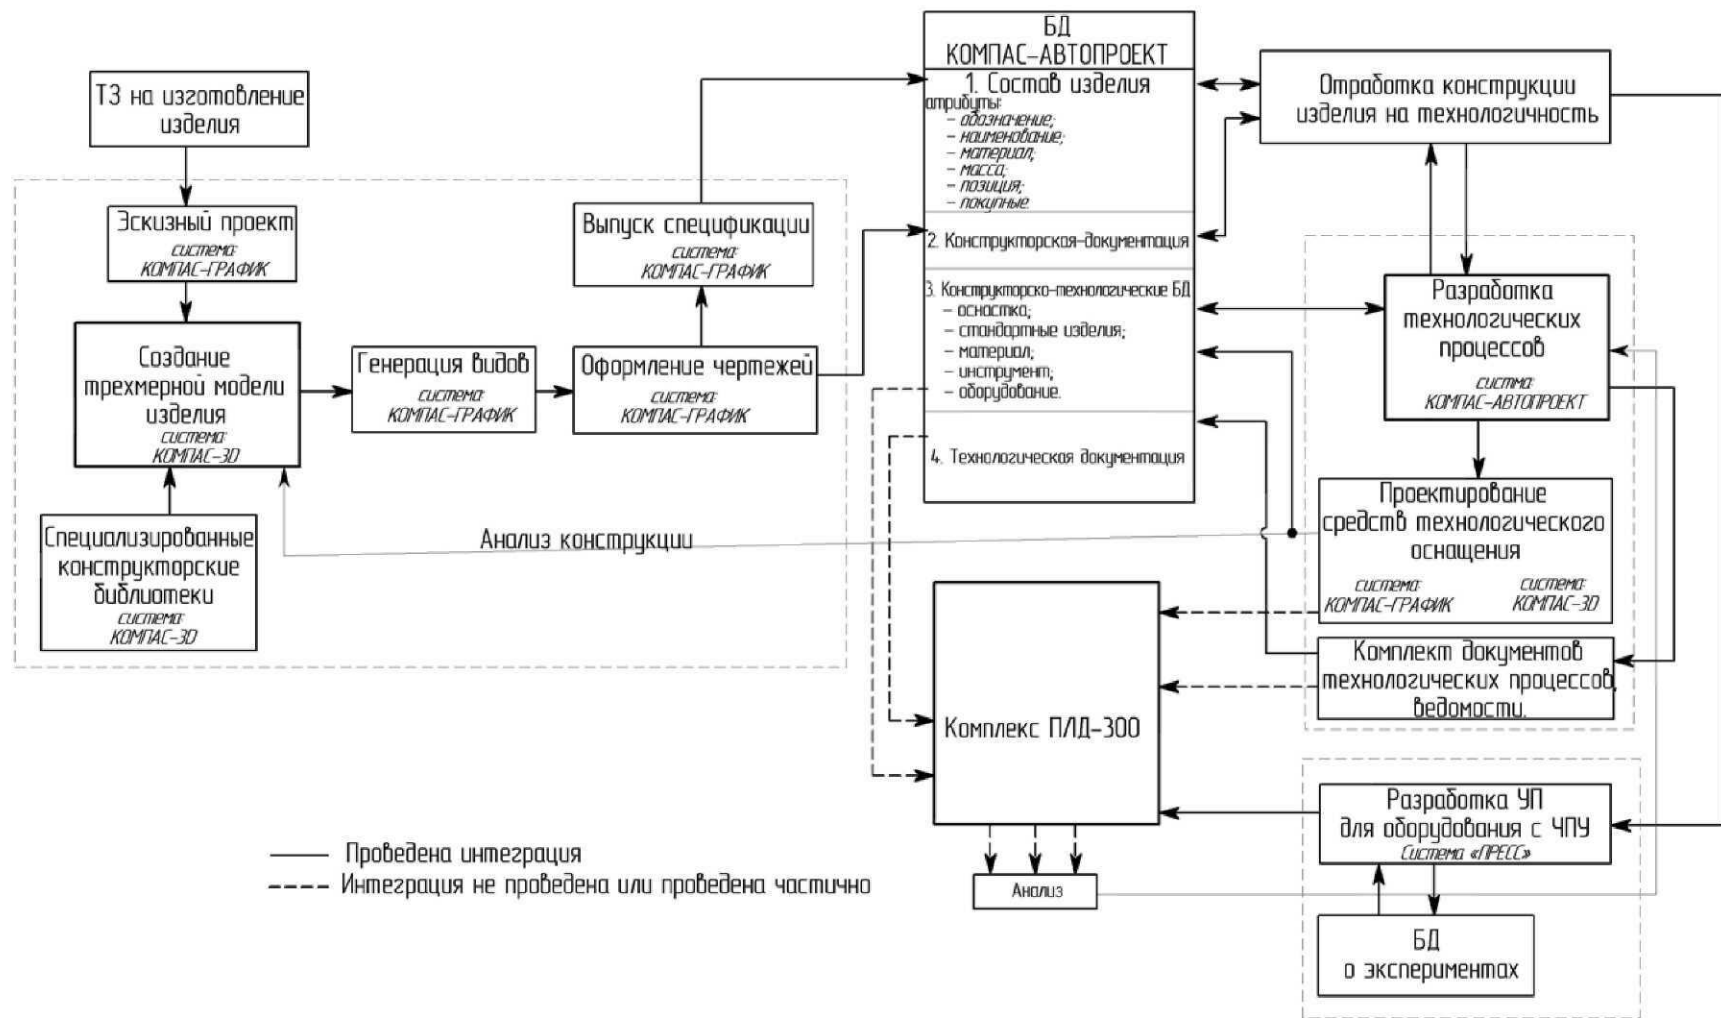 ТЗ на изготовление
изделия
Эскизный проект
система:
КОМПАС-ГРАФИК
Создание
трехмерной модели
изделия
система:
КОМПАС-3D
Специализированные
конструкторские
библиотеки
система:
КОМПАС-3D
Генерация видов
система:
КОМПАС-ГРАФИК
Выпуск спецификации
система:
КОМПАС-ГРАФИК
Оформление чертежей
система:
КОМПАС-ГРАФИК
Анализ конструкции
БД
КОМПАС-АВТОПРОЕКТ
1. Состав изделия
атрибуты:
- обозначение;
- наименование;
- материал;
- масса;
- позиция;
- покупные.
2. Конструкторская-документация
3. Конструкторско-технологические БД
- оснастка;
- стандартные изделия;
- материал;
- инструмент;
- оборудование.
4. Технологическая документация
Отработка конструкции
изделия на технологичность
Разработка
технологических
процессов
систма:
КОМПАС-АВТОПРОЕКТ
Проектирование
средств технологического
оснащения
система: система:
КОМПАС-ГРАФИК КОМПАС-3D
Комплект документов
технологических процессов,
ведомости.
Комплекс ПЛД-300
Анализ
Разработка УП
для оборудования с ЧПУ
Система «ПРЕСС»
БД
о экспериментах
Проведена интеграция
Интеграция не проведена или проведена частично